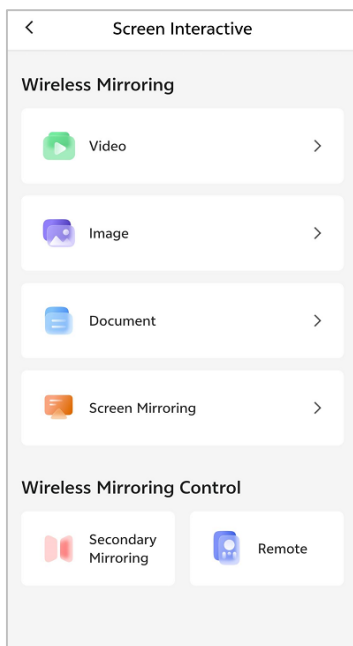 Screen Interactive
Wireless Mirroring
Video
Image
Document
Screen Mirroring
Wireless Mirroring Control
Secondary
Mirroring
Remote